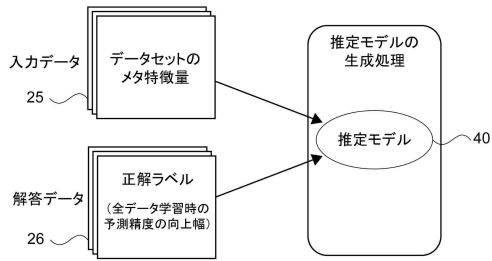 入力データ
25
データセットの
メタ特徴量
解答データ
26
正解ラベル
(全データ学習時の
予測精度の向上幅)
推定モデルの
生成処理
推定モデル
40